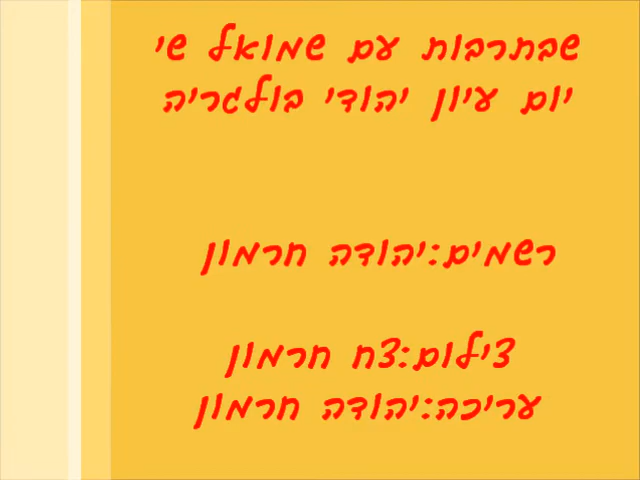 שבתרבות עם שמואל שי
יום עיון יהודי בולגריה
רשמים:יהודה חרמון
צילום:צח חרמון
עריכה:יהודה חרמון